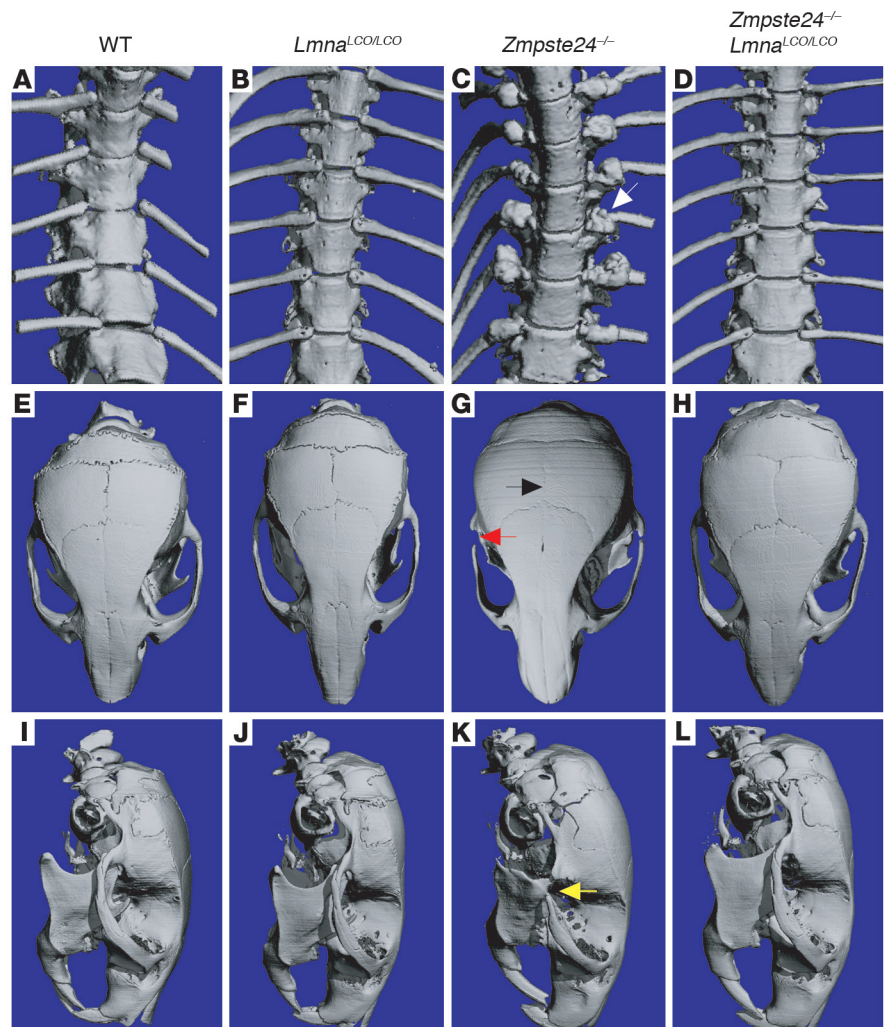 WT
Lmna^LCO/LCO
Zmpste24^–/–
Zmpste24^–/–
Lmna^LCO/LCO
A
B
C
D
E
F
G
H
I
J
K
L